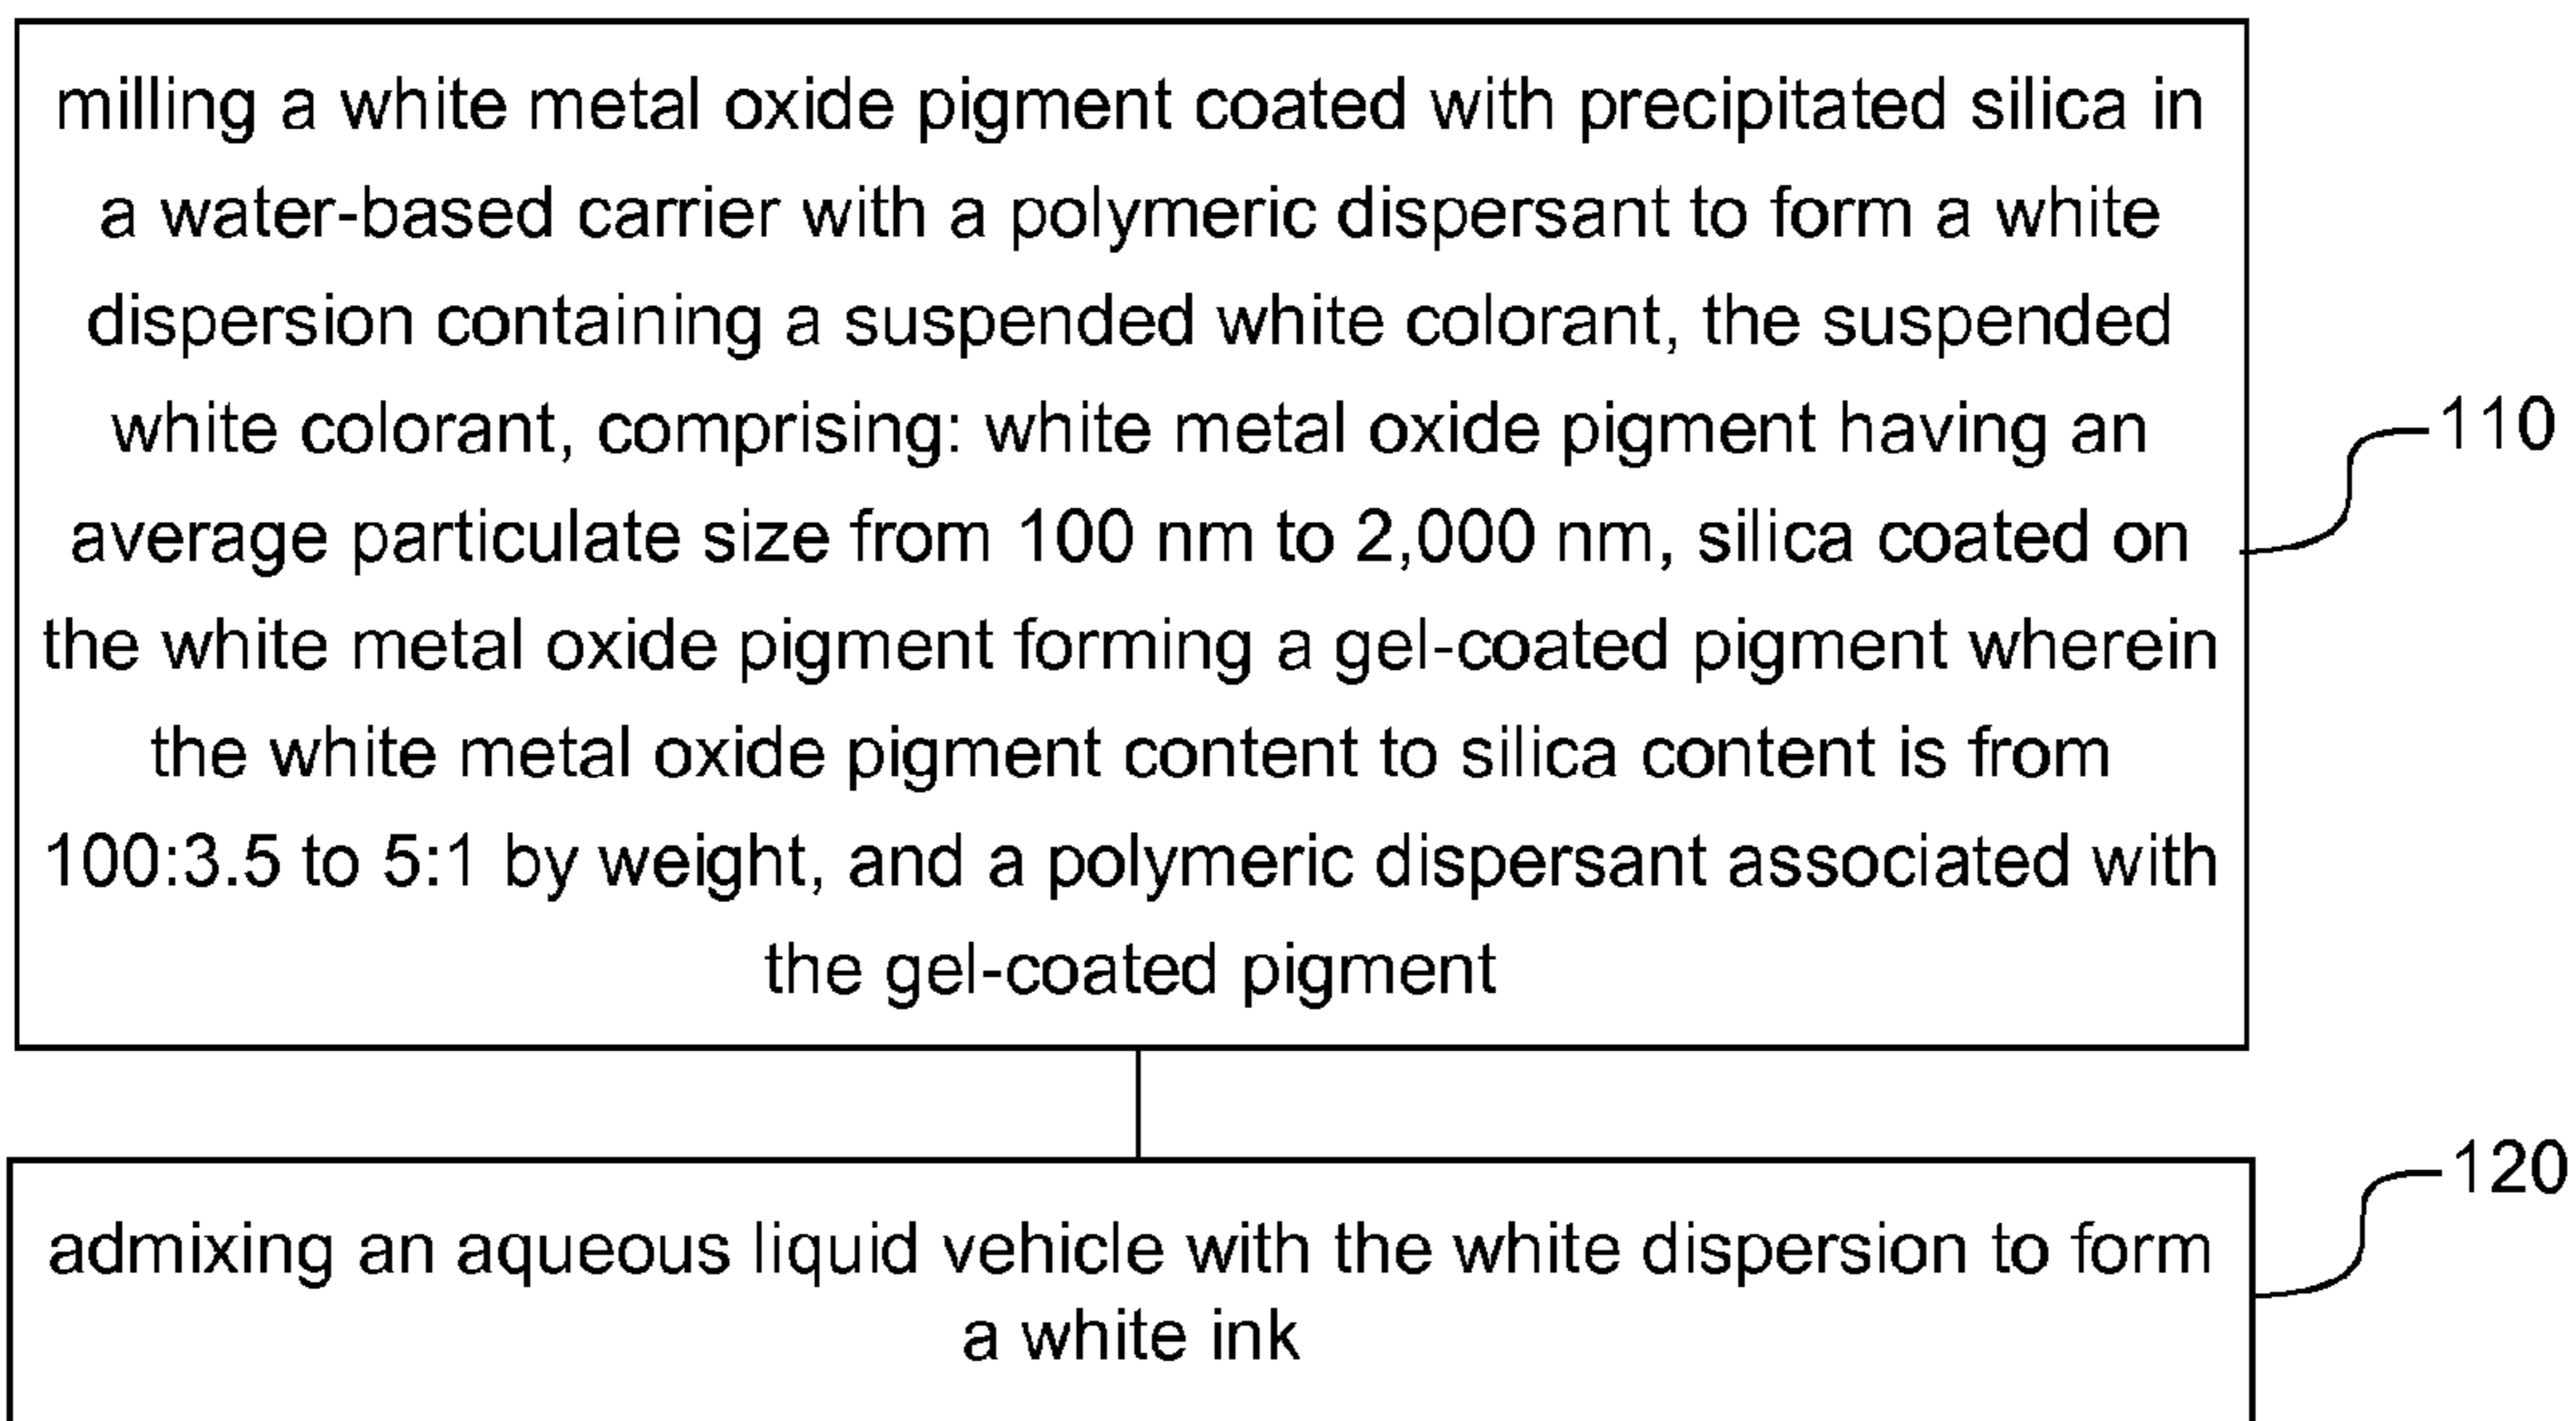 milling a white metal oxide pigment coated with precipitated silica in
a water-based carrier with a polymeric dispersant to form a white
dispersion containing a suspended white colorant, the suspended
white colorant, comprising: white metal oxide pigment having an
average particulate size from 100 nm to 2,000 nm, silica coated on
the white metal oxide pigment forming a gel-coated pigment wherein
the white metal oxide pigment content to silica content is from
100:3.5 to 5:1 by weight, and a polymeric dispersant associated with
the gel-coated pigment
110
admixing an aqueous liquid vehicle with the white dispersion to form
a white ink
120